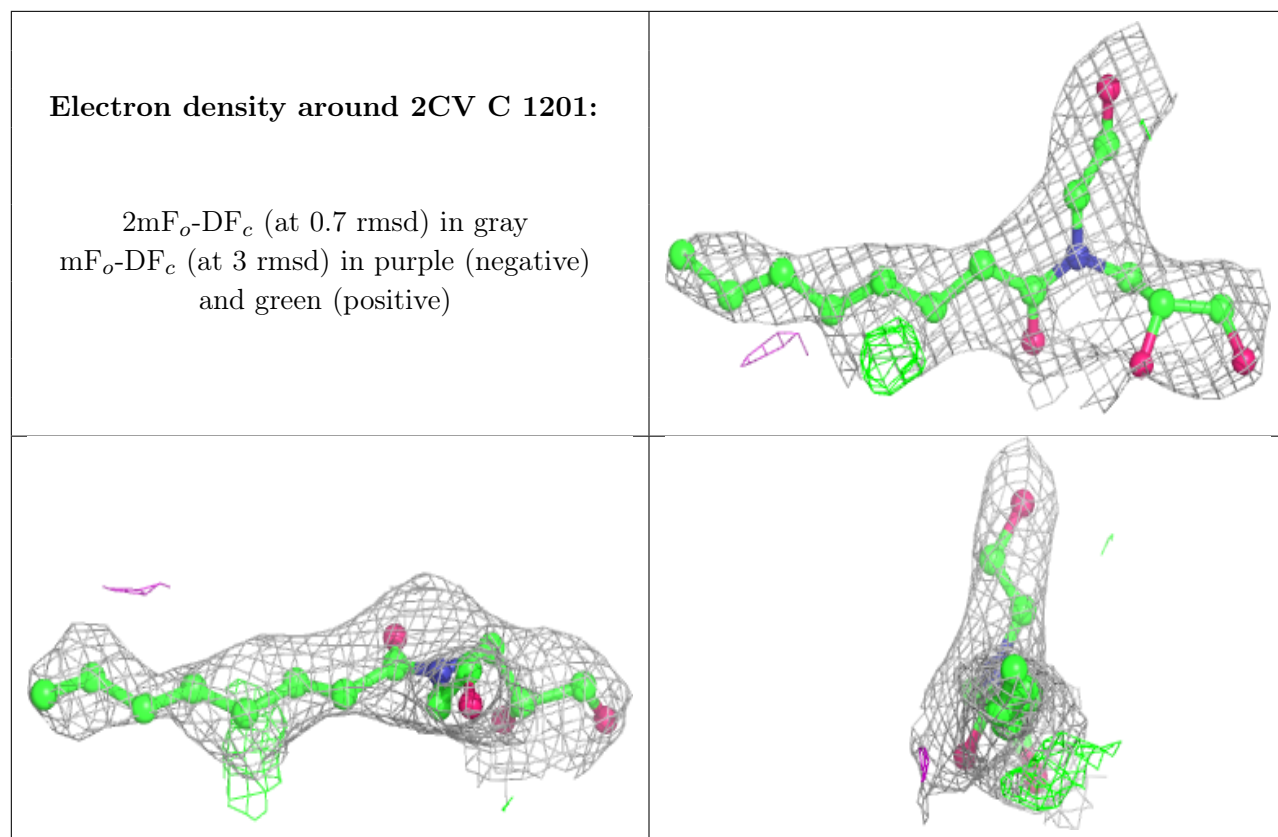 Electron density around 2CV C 1201:
2mFo-DFc (at 0.7 rmsd) in gray
mFo-DFc (at 3 rmsd) in purple (negative)
and green (positive)